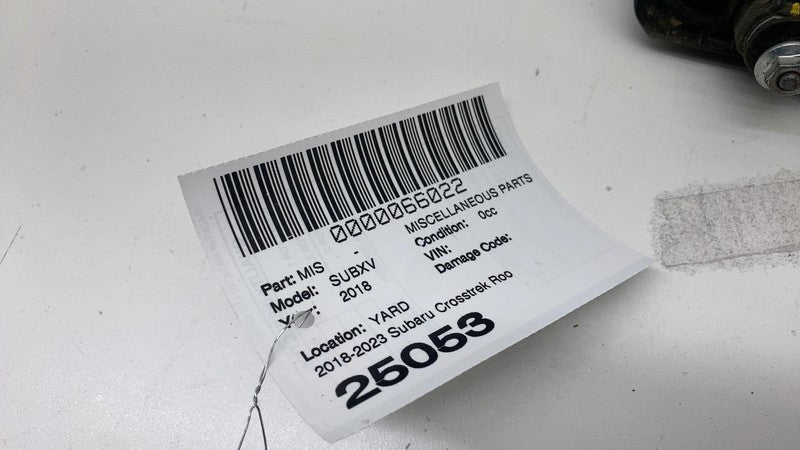 0000066022
Part: MIS - MISCELLANEOUS PARTS
Model: SUBXV Condition: 0cc
2018 VIN:
Damage Code:
Location: YARD
2018-2023 Subaru Crosstrek Roo
25053